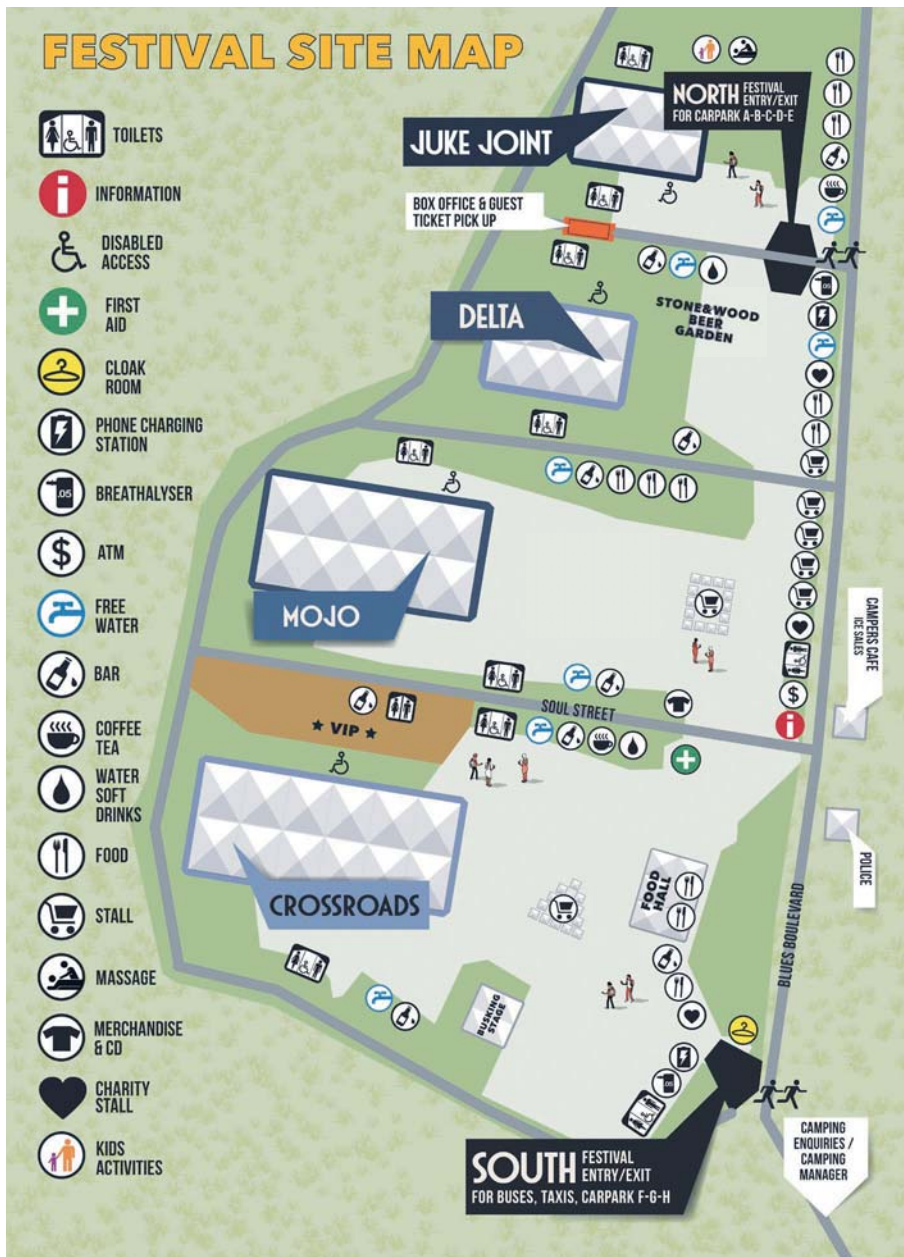 FESTIVAL SITE MAP
TOILETS
i
INFORMATION
DISABLED
ACCESS
FIRST
AID
CLOAK
ROOM
PHONE CHARGING
STATION
.05
BREATHALYSER
$
ATM
FREE
WATER
BAR
COFFEE
TEA
WATER
SOFT
DRINKS
FOOD
STALL
MASSAGE
MERCHANDISE
& CD
CHARITY
STALL
KIDS
ACTIVITIES
NORTH FESTIVAL
ENTRY/EXIT
FOR CARPARK A-B-C-D-E
JUKE JOINT
BOX OFFICE & GUEST
TICKET PICK UP
DELTA
STONE&WOOD
BEER
GARDEN
.05
MOJO
CAMPERS CAFE
ICE SALES
$
i
SOUL STREET
★ VIP ★
CROSSROADS
FOOD
HALL
POLICE
BLUES BOULEVARD
BUSKING
STAGE
.05
SOUTH FESTIVAL
ENTRY/EXIT
FOR BUSES, TAXIS, CARPARK F-G-H
CAMPING
ENQUIRIES /
CAMPING
MANAGER